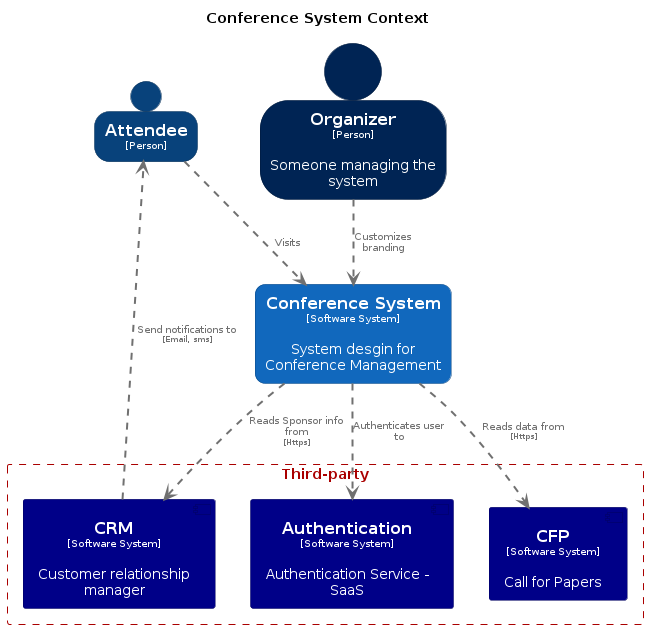 Conference System Context
Attendee
[Person]
Organizer
[Person]
Someone managing the
system
Visits
Customizes
branding
Conference System
[Software System]
System desgin for
Conference Management
Send notifications to
[Email, sms]
Reads Sponsor info
from
[Https]
Authenticates user
to
Reads data from
[Https]
Third-party
CRM
[Software System]
Customer relationship
manager
Authentication
[Software System]
Authentication Service -
SaaS
CFP
[Software System]
Call for Papers